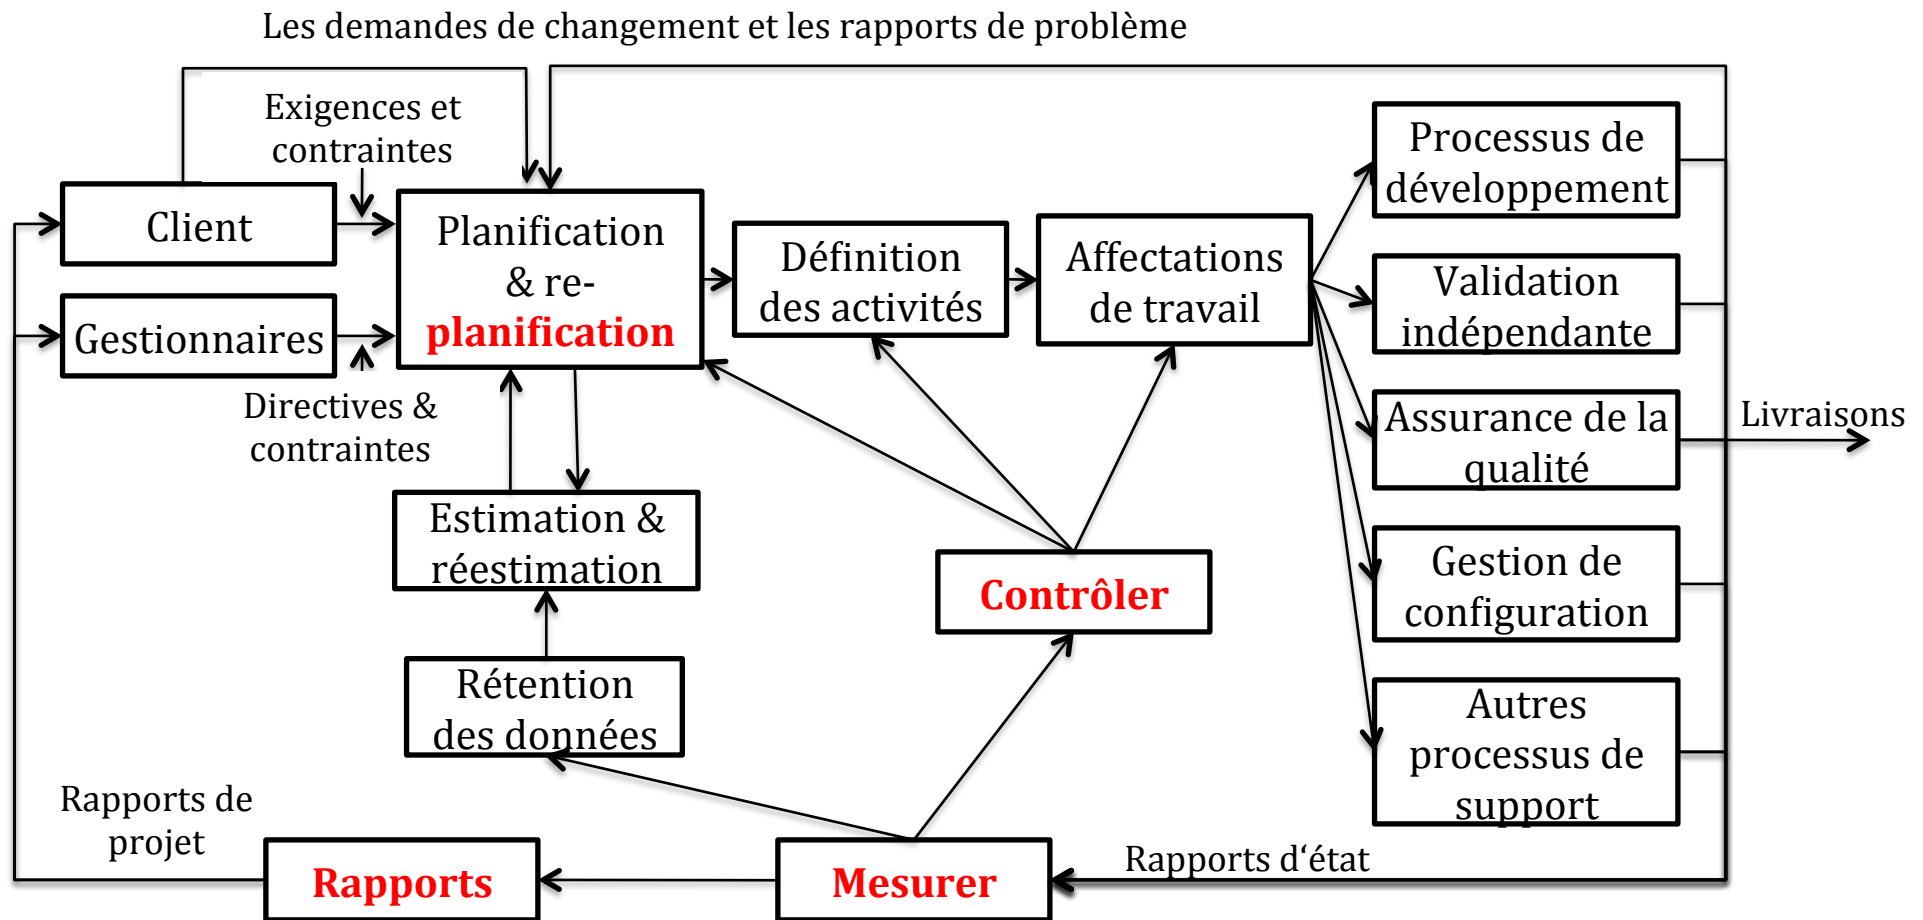 Les demandes de changement et les rapports de problème
Exigences et
contraintes
Client
Gestionnaires
Directives &
contraintes
Planification
& re-
planification
Définition
des activités
Affectations
de travail
Processus de
développement
Validation
indépendante
Assurance de la
qualité
Gestion de
configuration
Autres
processus de
support
Livraisons
Estimation &
réestimation
Contrôler
Rétention
des données
Rapports de
projet
Rapports
Mesurer
Rapports d‘état